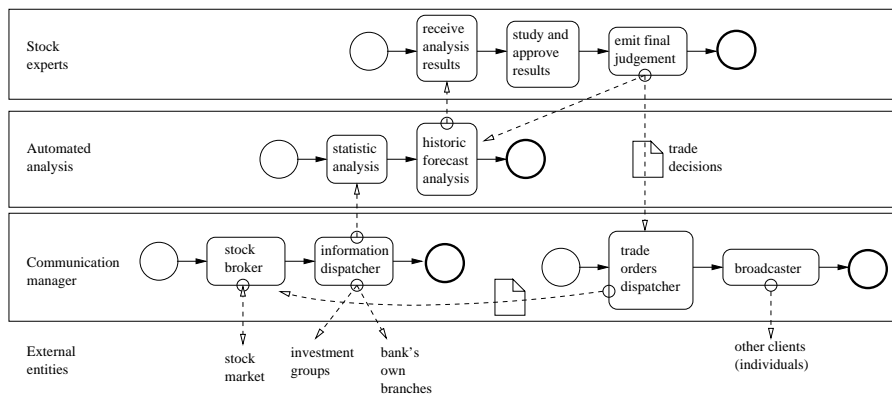 Stock
experts
receive
analysis
results
study and
approve
results
emit final
judgement
Automated
analysis
statistic
analysis
historic
forecast
analysis
trade
decisions
Communication
manager
stock
broker
information
dispatcher
trade
orders
dispatcher
broadcaster
External
entities
stock
market
investment
groups
bank's
own
branches
other clients
(individuals)